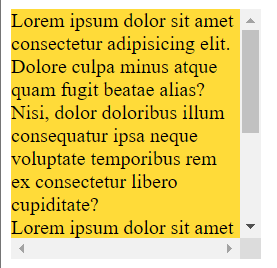 Lorem ipsum dolor sit amet
consectetur adipisicing elit.
Dolore culpa minus atque
quam fugit beatae alias?
Nisi, dolor doloribus illum
consequatur ipsa neque
voluptate temporibus rem
ex consectetur libero
cupiditate?
Lorem ipsum dolor sit amet